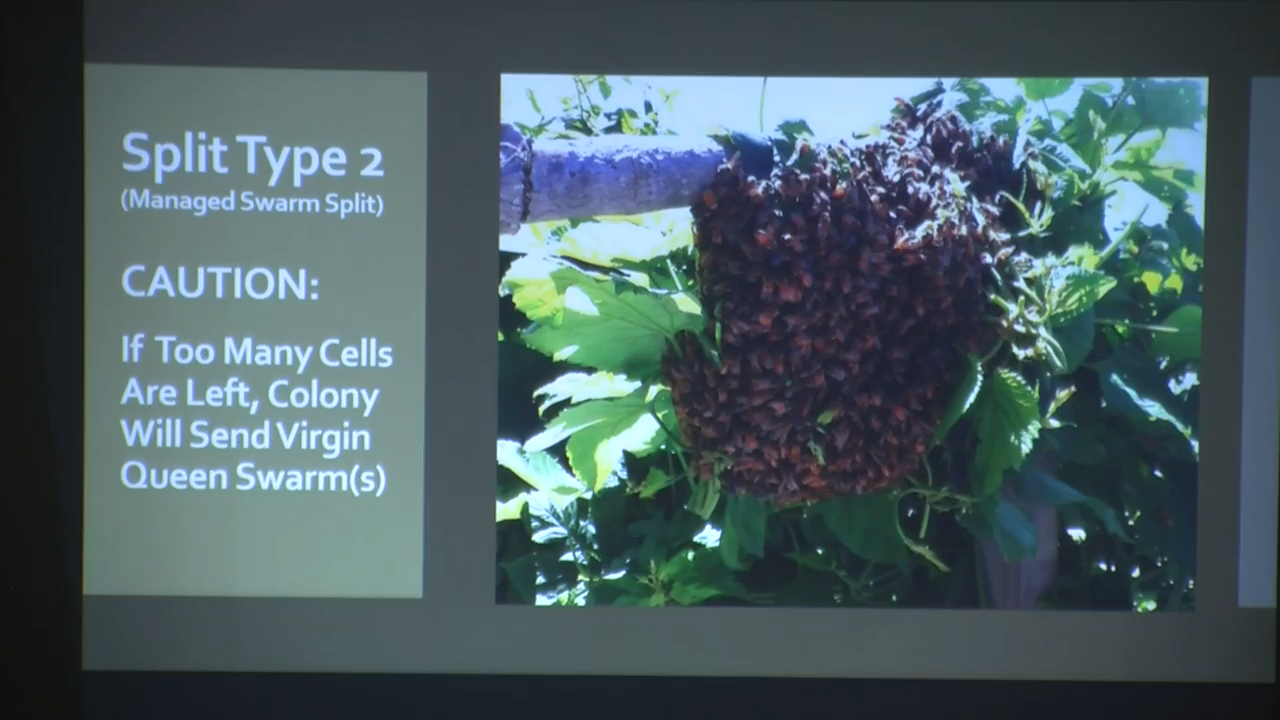 Split Type 2
(Managed Swarm Split)
CAUTION:
If Too Many Cells
Are Left, Colony
Will Send Virgin
Queen Swarm(s)